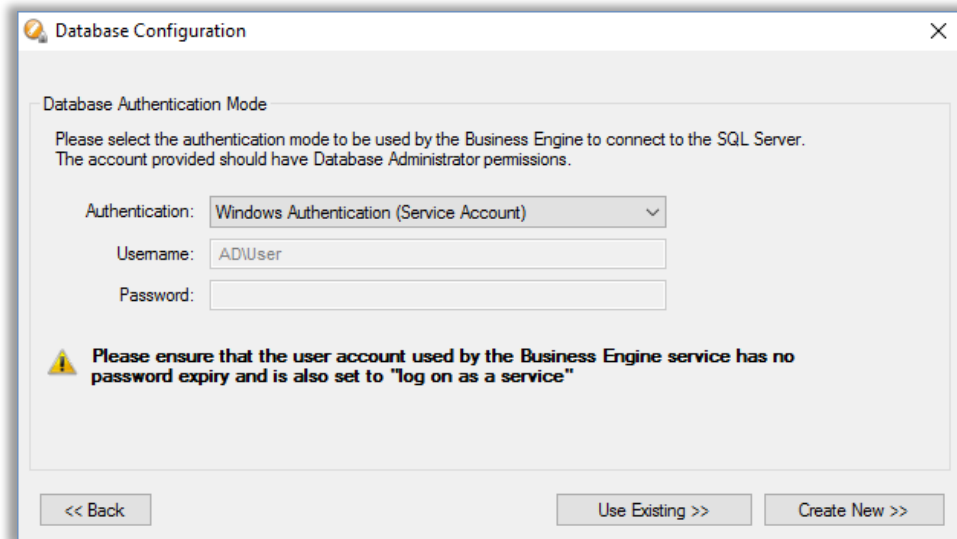 Database Configuration
Database Authentication Mode
Please select the authentication mode to be used by the Business Engine to connect to the SQL Server.
The account provided should have Database Administrator permissions.
Authentication: Windows Authentication (Service Account)
Username: AD\User
Password:
Please ensure that the user account used by the Business Engine service has no
password expiry and is also set to "log on as a service"
<< Back Use Existing >> Create New >>